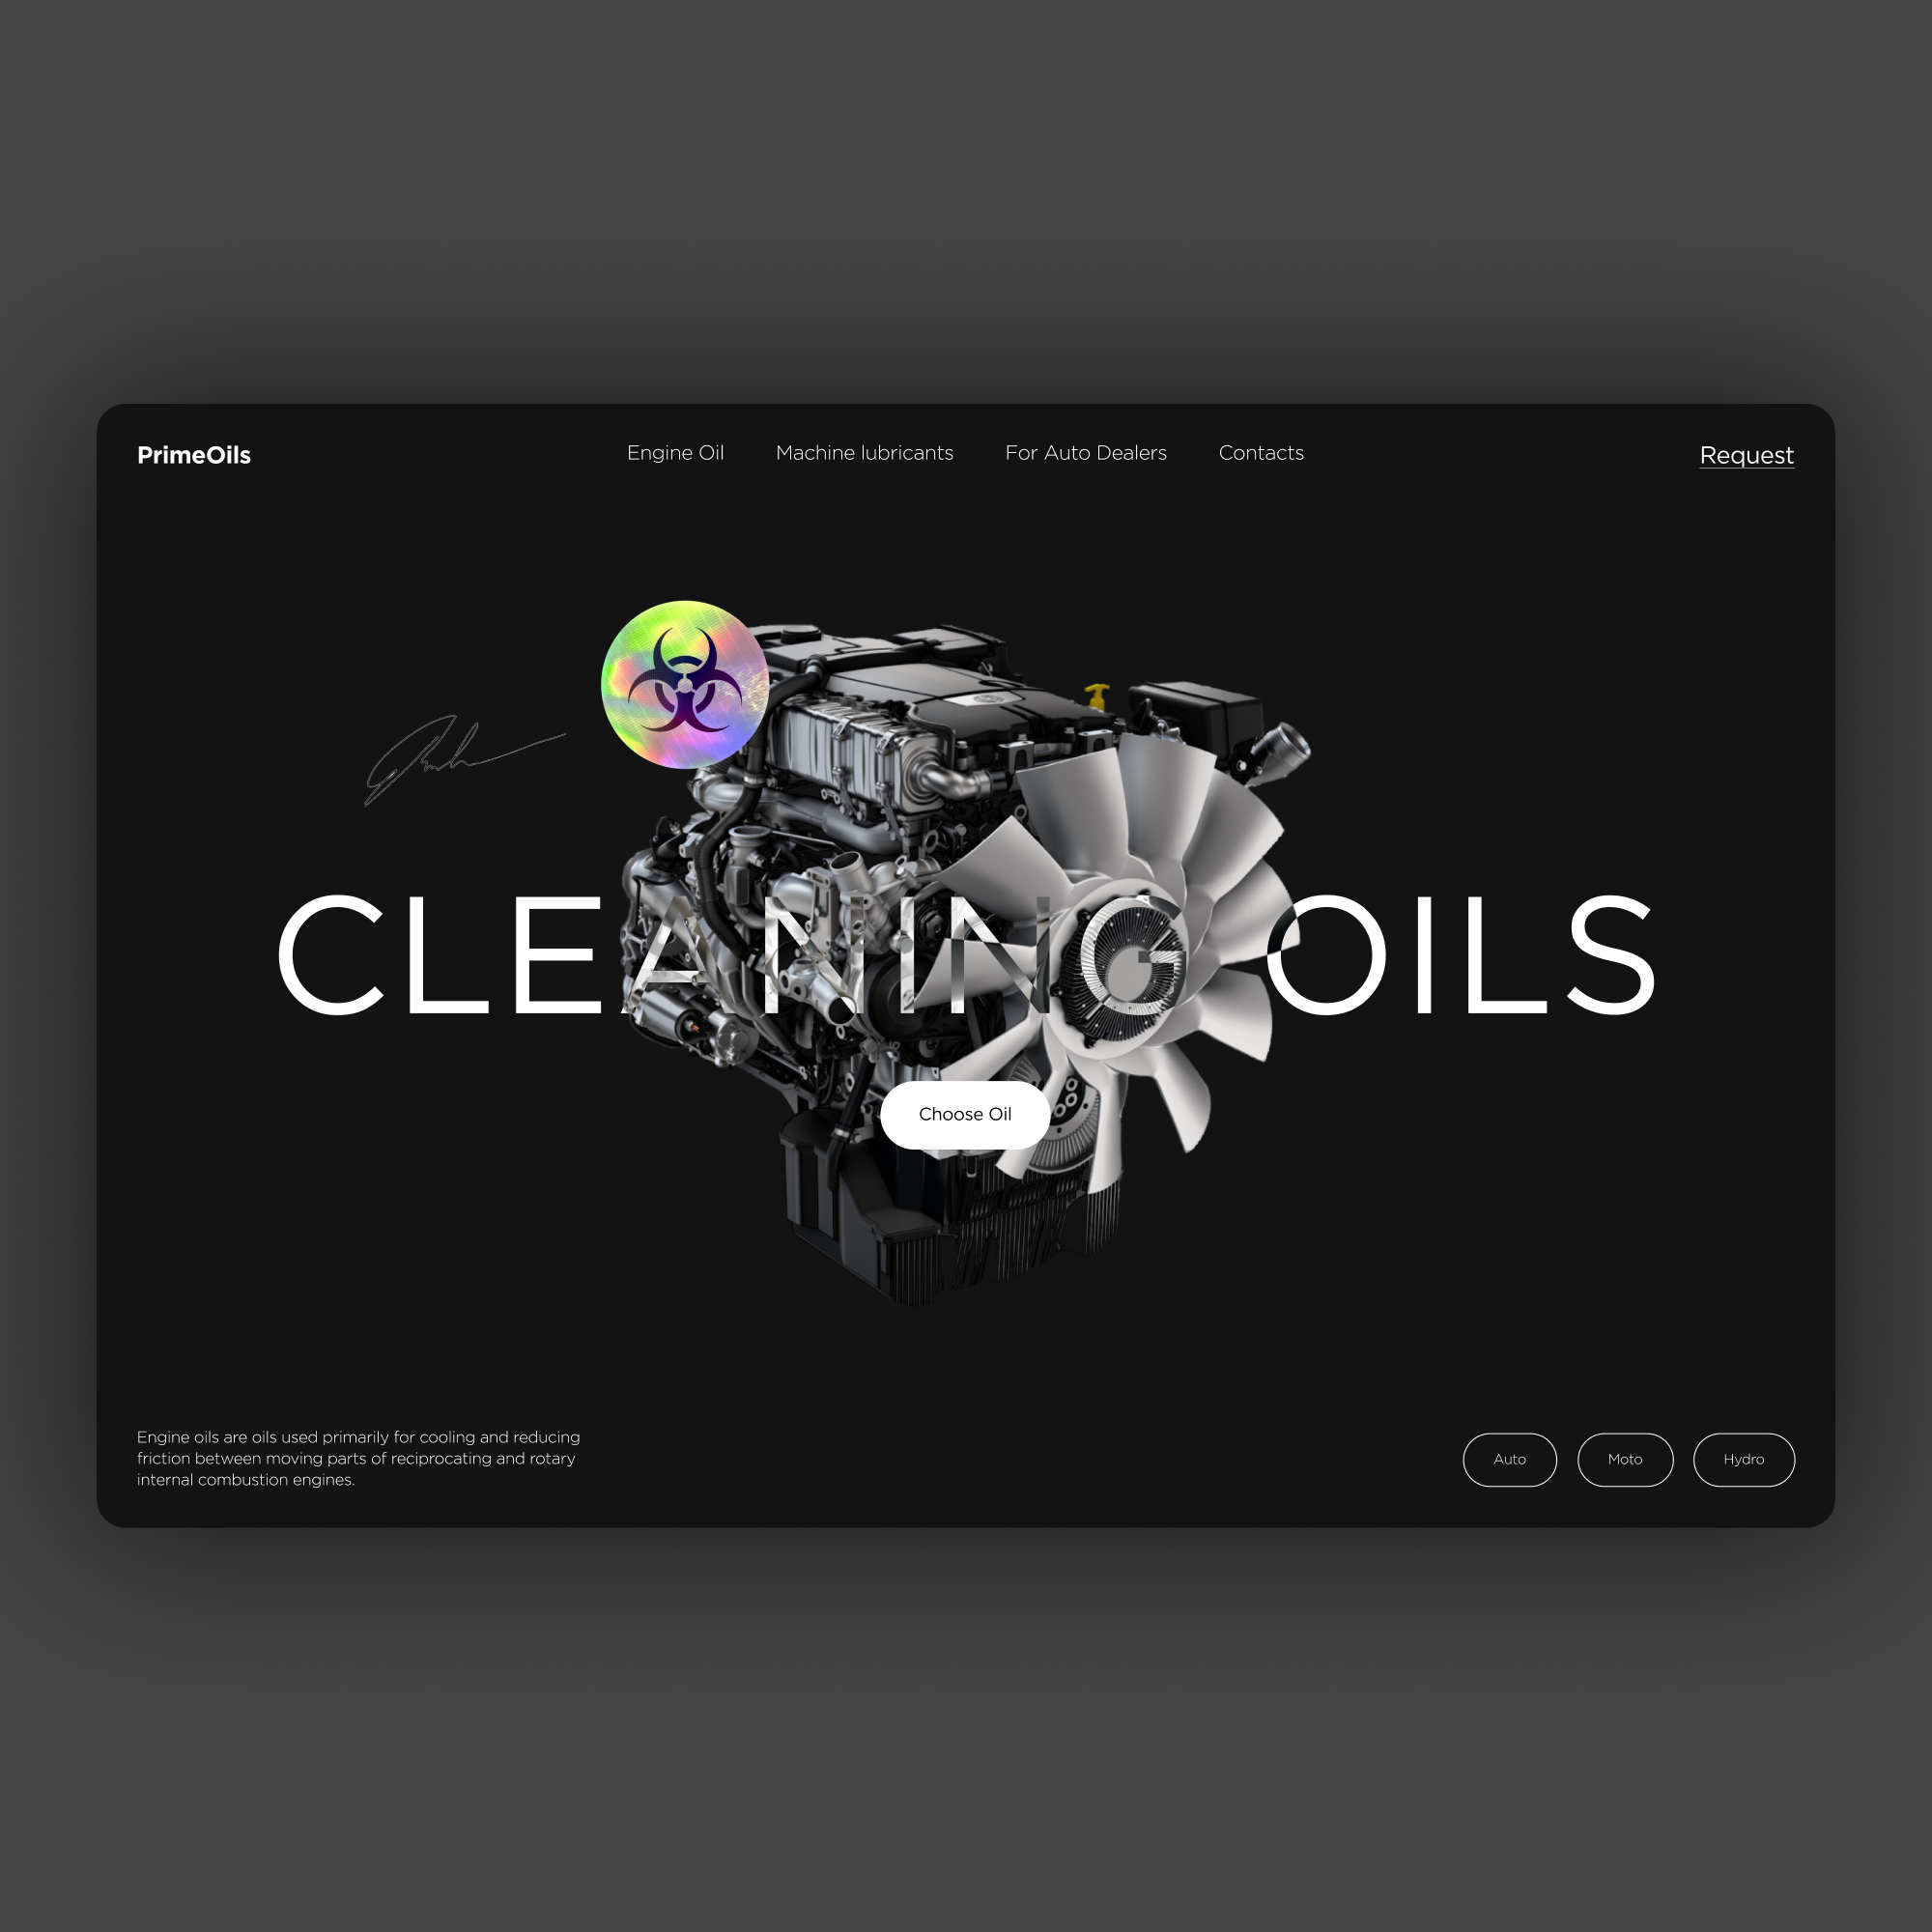 PrimeOils
Engine Oil
Machine lubricants
For Auto Dealers
Contacts
Request
CLEANING OILS
Choose Oil
Engine oils are oils used primarily for cooling and reducing
friction between moving parts of reciprocating and rotary
internal combustion engines.
Auto
Moto
Hydro